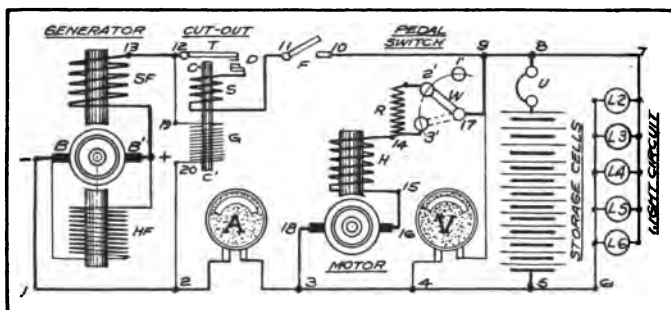 GENERATOR
CUT-OUT
PEDAL
SWITCH
13 12 T 11 10 9 8 7
C D F 1' 2' W
SF S R U L2
19 G 3' 17 L3
B B' 14 L4
- + 20 C' H L5
HF A 15 L6
18 16 V
MOTOR
STORAGE CELLS
LIGHT CIRCUIT
1 2 3 4 5 6